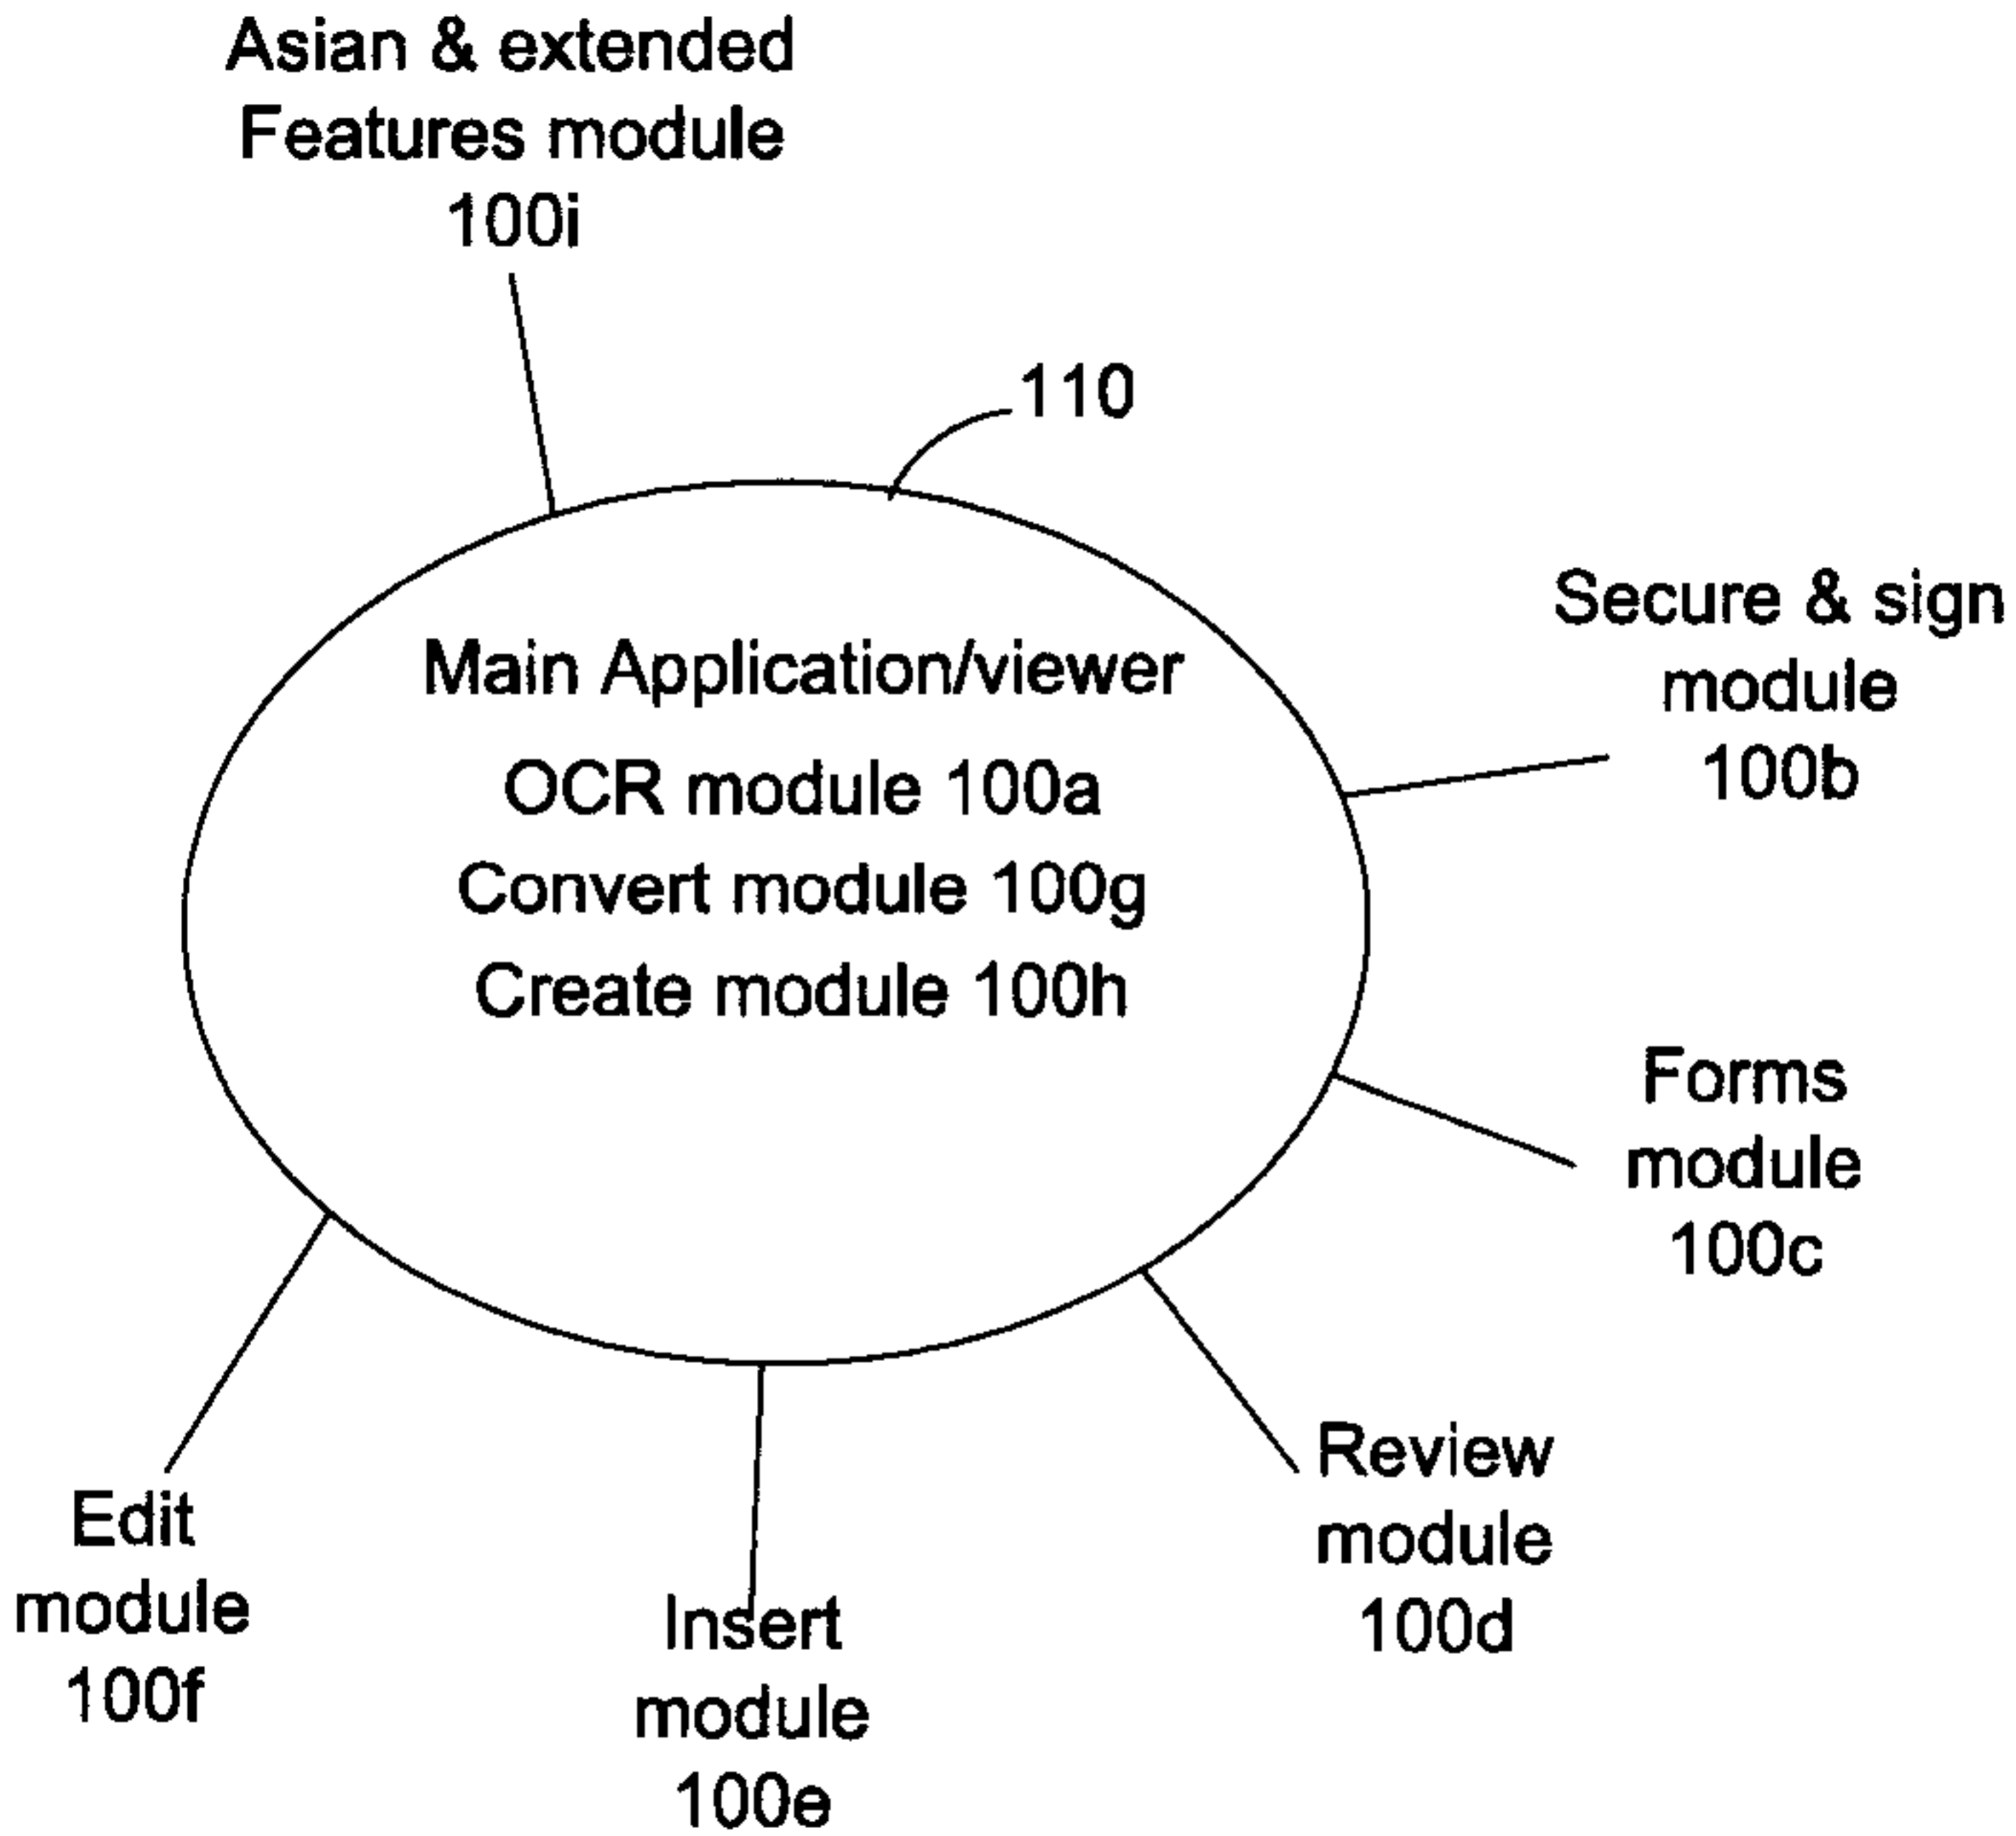 Asian & extended
Features module
100i
110
Main Application/viewer
OCR module 100a
Convert module 100g
Create module 100h
Secure & sign
module
100b
Forms
module
100c
Review
module
100d
Insert
module
100e
Edit
module
100f